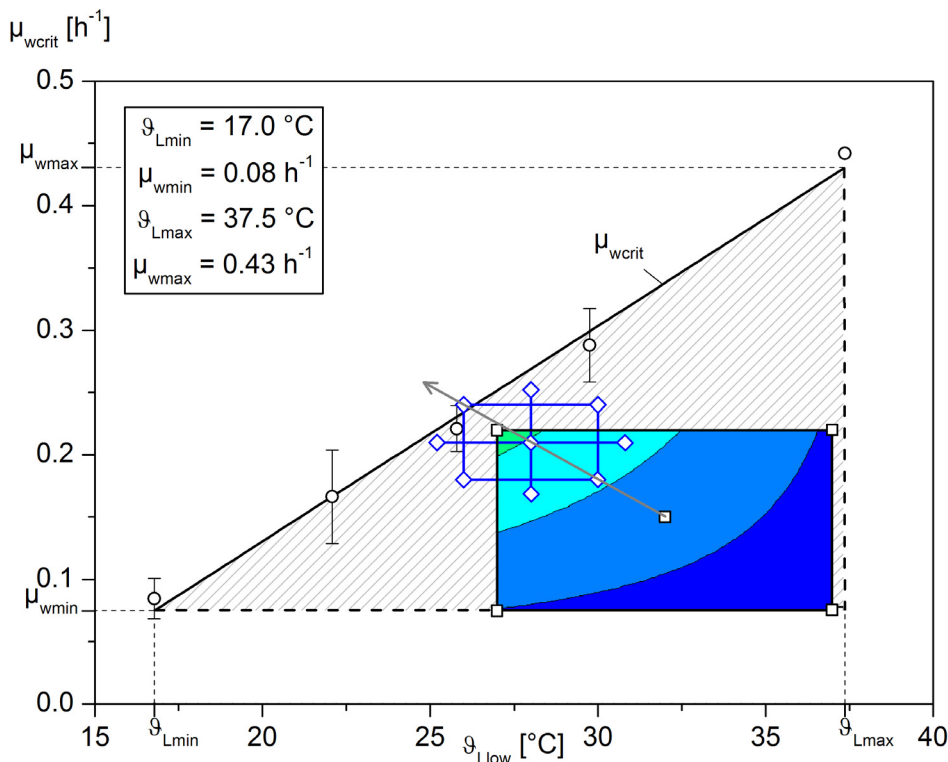 μwcrit [h-1]
0.5
ϑLmin = 17.0 °C
μwmin = 0.08 h-1
ϑLmax = 37.5 °C
μwmax = 0.43 h-1
μwmax
0.4
μwcrit
0.3
0.2
0.1
μwmin
0.0
15 20 25 30 35 40
ϑLmin ϑLlow [°C] ϑLmax